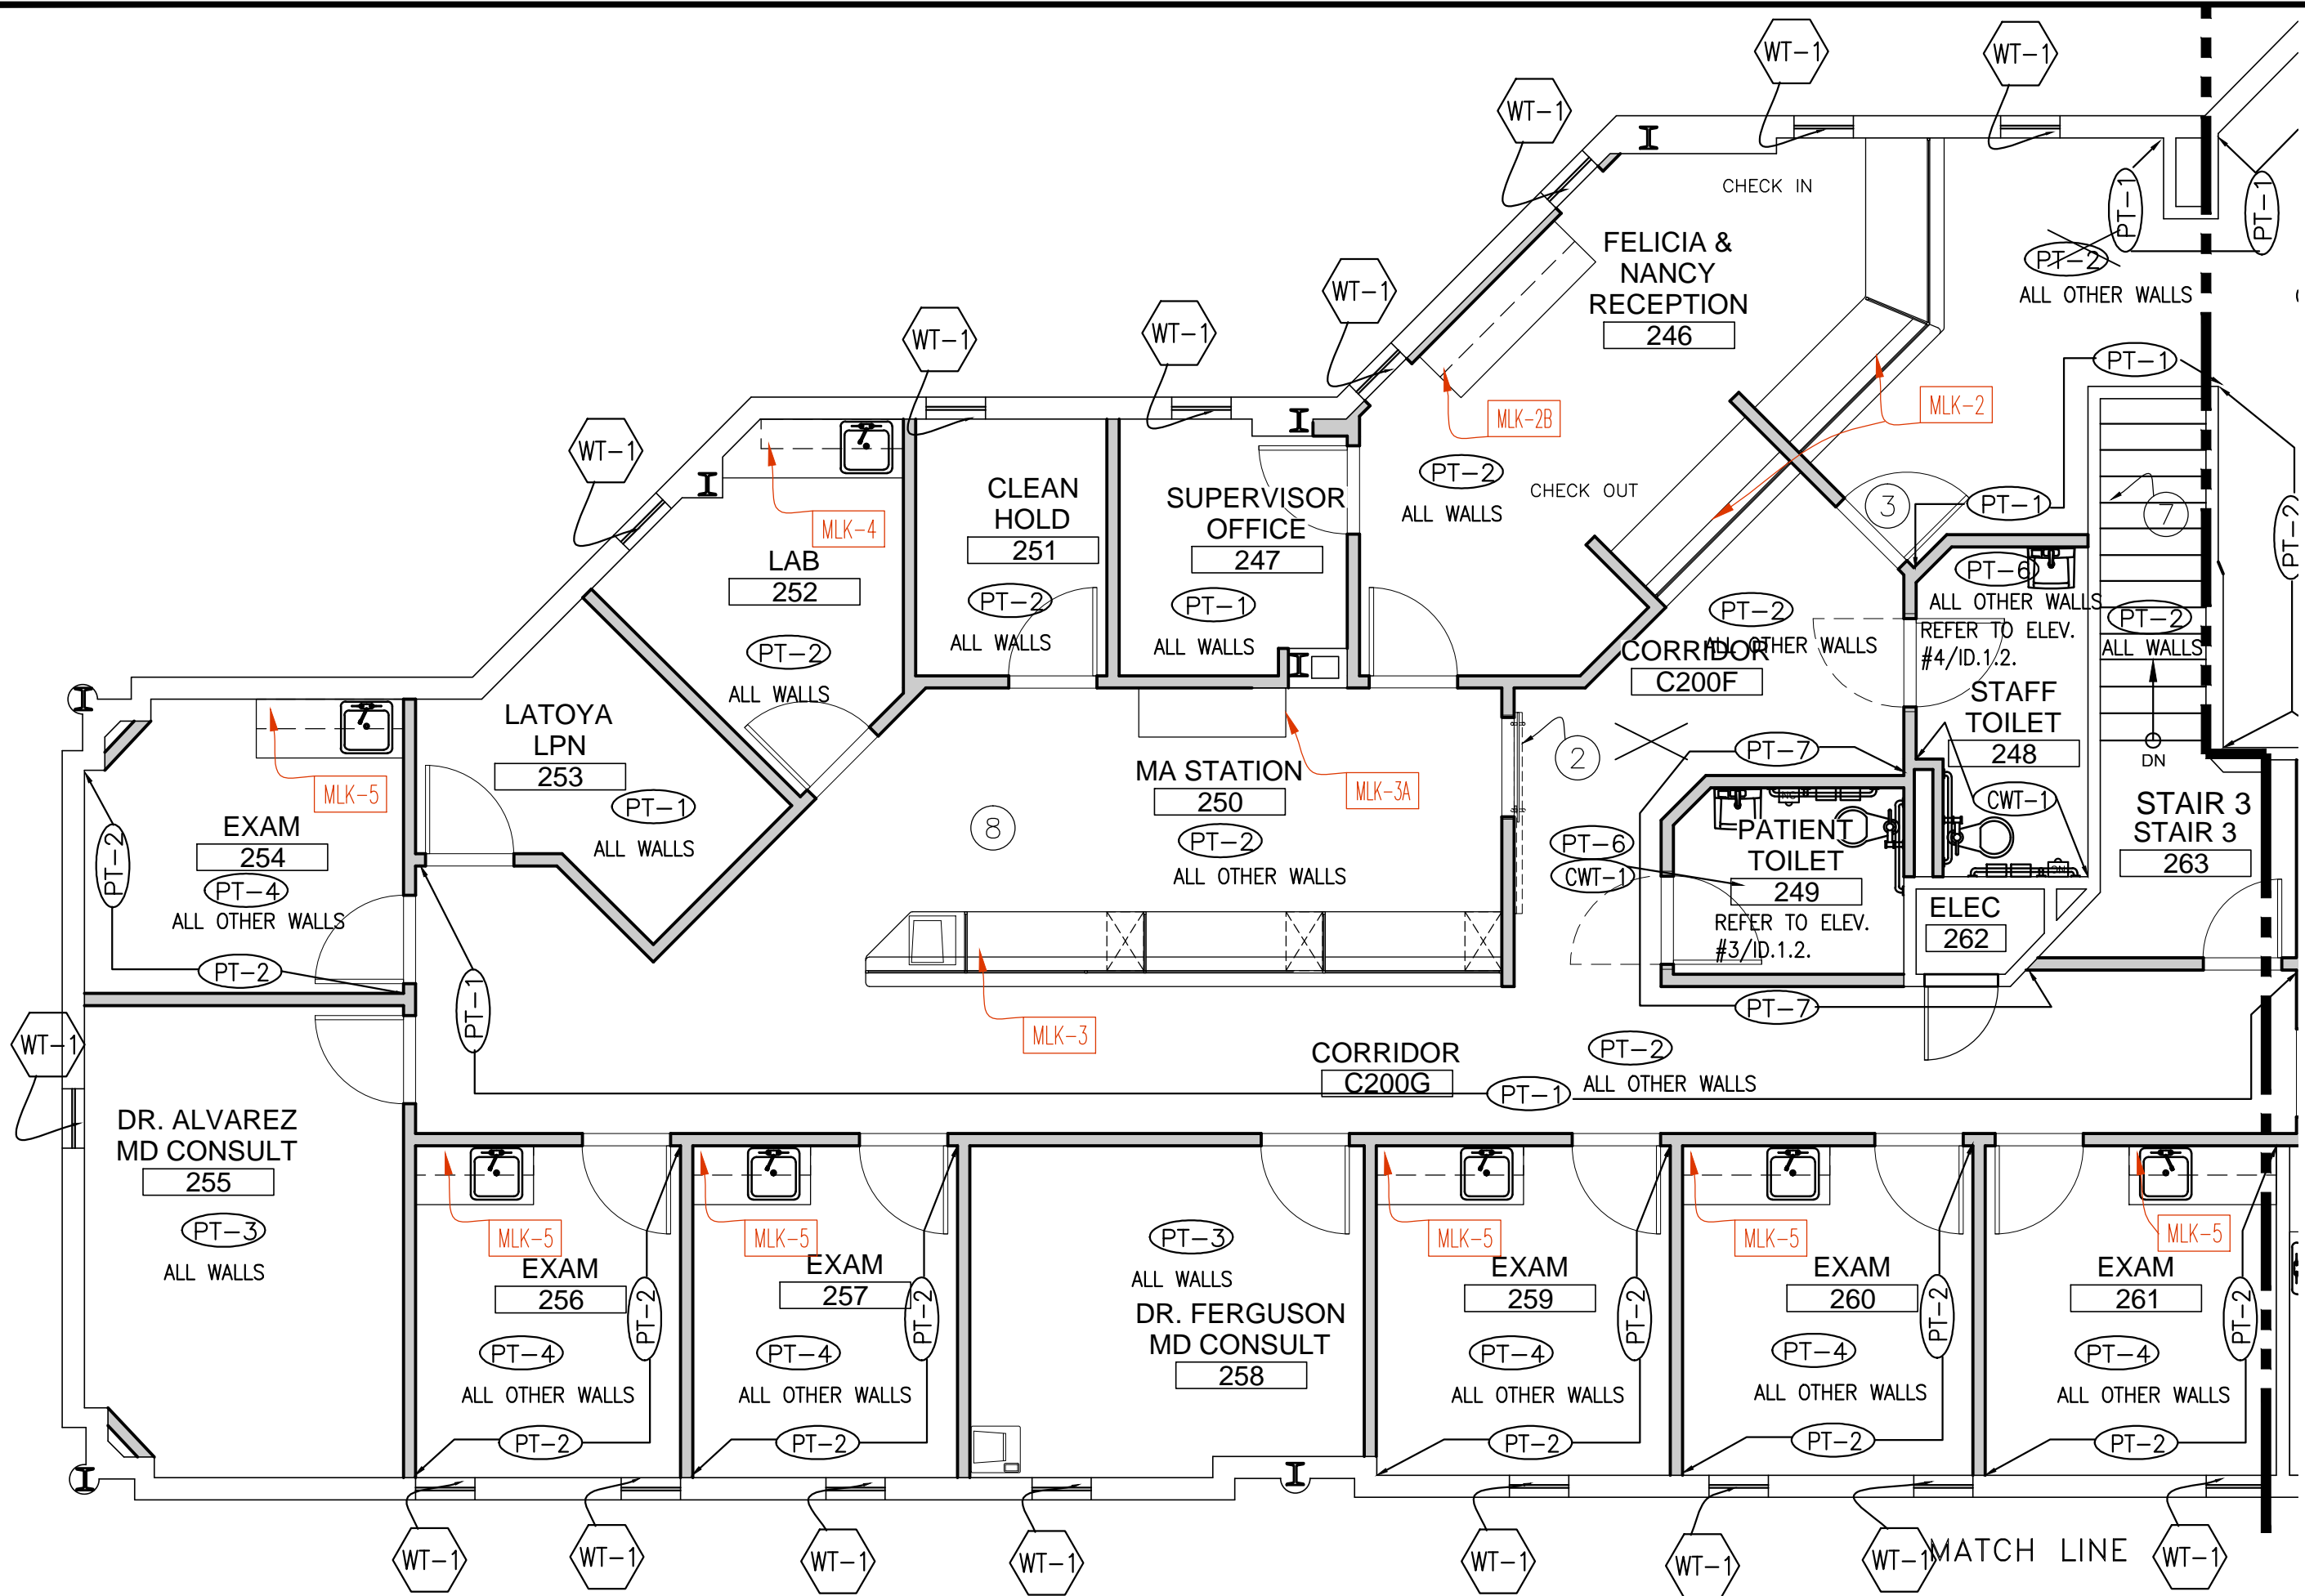 WT-1
WT-1
WT-1
WT-1
WT-1
WT-1
WT-1
CHECK IN
FELICIA &
NANCY
RECEPTION
246
PT-1
PT-1
PT-2
ALL OTHER WALLS
PT-1
MLK-2B
MLK-2
PT-2
ALL WALLS
CHECK OUT
3
PT-1
7
PT-2
MLK-4
LAB
252
PT-2
ALL WALLS
CLEAN
HOLD
251
PT-2
ALL WALLS
SUPERVISOR
OFFICE
247
PT-1
ALL WALLS
PT-2
ALL OTHER WALLS
CORRIDOR
C200F
PT-6
ALL OTHER WALLS
REFER TO ELEV.
#4/ID.1.2.
STAFF
TOILET
248
PT-2
ALL WALLS
DN
LATOYA
LPN
253
PT-1
ALL WALLS
MLK-5
EXAM
254
PT-4
ALL OTHER WALLS
PT-2
PT-2
8
MA STATION
250
PT-2
ALL OTHER WALLS
MLK-3A
2
PT-7
CWT-1
PT-6
CWT-1
PATIENT
TOILET
249
REFER TO ELEV.
#3/ID.1.2.
ELEC
262
STAIR 3
STAIR 3
263
PT-1
MLK-3
PT-7
CORRIDOR
C200G
PT-2
ALL OTHER WALLS
PT-1
WT-1
DR. ALVAREZ
MD CONSULT
255
PT-3
ALL WALLS
MLK-5
EXAM
256
PT-2
PT-4
ALL OTHER WALLS
PT-2
MLK-5
EXAM
257
PT-2
PT-4
ALL OTHER WALLS
PT-2
PT-3
ALL WALLS
DR. FERGUSON
MD CONSULT
258
MLK-5
EXAM
259
PT-2
PT-4
ALL OTHER WALLS
PT-2
MLK-5
EXAM
260
PT-2
PT-4
ALL OTHER WALLS
PT-2
MLK-5
EXAM
261
PT-2
PT-4
ALL OTHER WALLS
PT-2
WT-1
WT-1
WT-1
WT-1
WT-1
WT-1
WT-1
MATCH LINE
WT-1